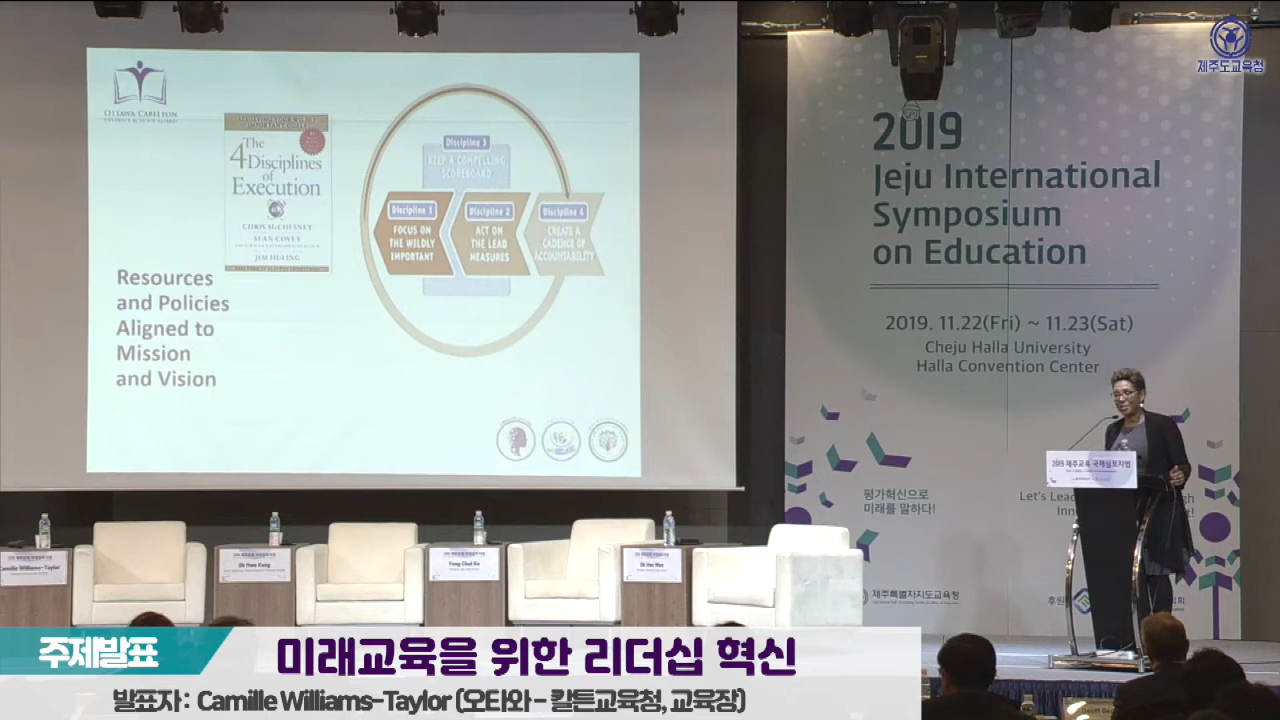 제주도교육청
OTTAWA CARLETON
DISTRICT SCHOOL BOARD
The
4 Disciplines
of
Execution
CHRIS McCHESNEY
SEAN COVEY
JIM HULING
Discipline 3
KEEP A COMPELLING
SCOREBOARD
Discipline 1
FOCUS ON
THE WILDLY
IMPORTANT
Discipline 2
ACT ON
THE LEAD
MEASURES
Discipline 4
CREATE A
CADENCE OF
ACCOUNTABILITY
Resources
and Policies
Aligned to
Mission
and Vision
2019
Jeju International
Symposium
on Education
2019. 11.22(Fri) ~ 11.23(Sat)
Cheju Halla University
Halla Convention Center
평가혁신으로
미래를 말하다!
Let's Lea
Inn
제주특별자치도교육청
후원
2019 제주교육 국제심포지엄
Camille Williams-Taylor
Ok Hwa Kang
Yong Chul Ko
Ok Hee Moo
주제발표
미래교육을 위한 리더십 혁신
발표자 : Camille Williams-Taylor (오타와 - 칼튼교육청, 교육장)